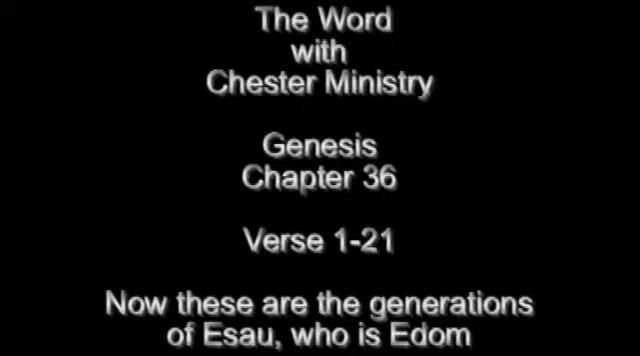 The Word
with
Chester Ministry
Genesis
Chapter 36
Verse 1-21
Now these are the generations
of Esau, who is Edom